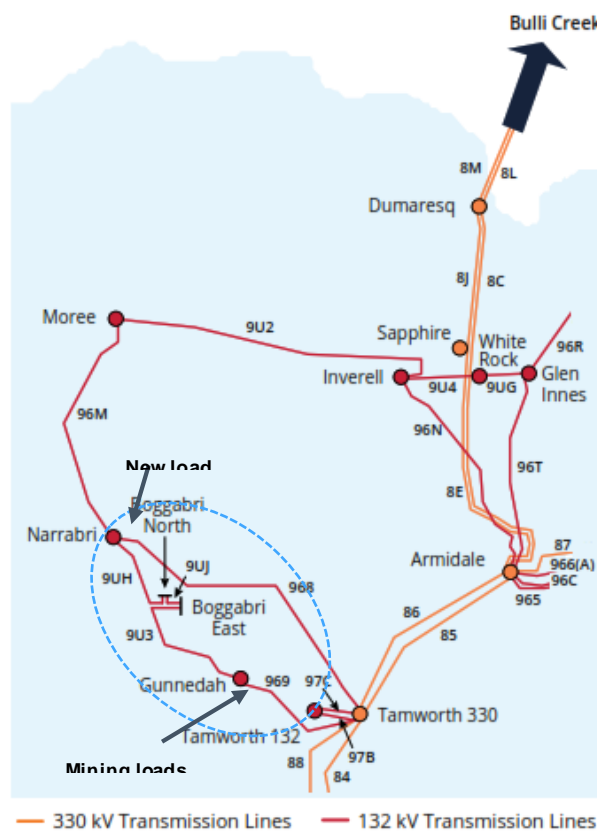 Bulli Creek
8M
8L
Dumaresq
8J
8C
Moree
9U2
Sapphire
White
Rock
96R
Inverell
9U4
9UG
Glen
Innes
96M
96N
96T
New load
8E
Boggabri
North
Narrabri
Armidale
87
9UJ
966(A)
9UH
968
96C
965
Boggabri
East
86
9U3
85
Gunnedah
969
97C
Tamworth 330
Tamworth 132
97B
88
Mining loads
84
330 kV Transmission Lines
132 kV Transmission Lines